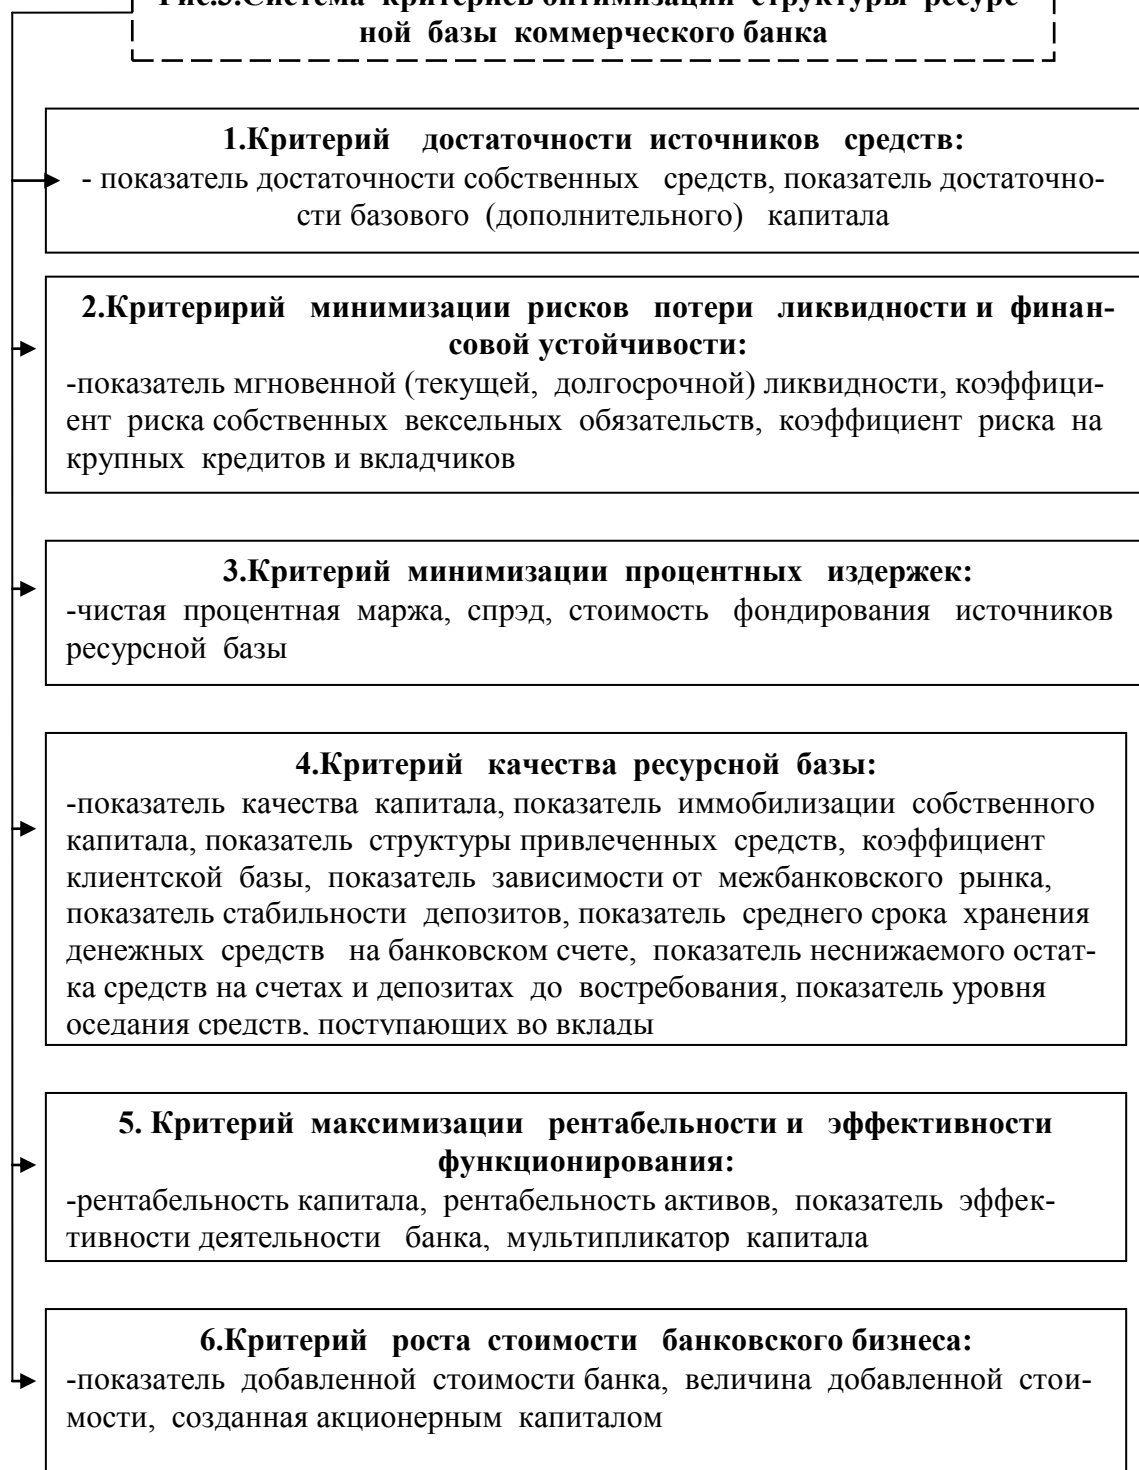 Рис.3.Система критериев оптимизации структуры ресурс-
ной базы коммерческого банка
1.Критерий достаточности источников средств:
- показатель достаточности собственных средств, показатель достаточно-
сти базового (дополнительного) капитала
2.Критеририй минимизации рисков потери ликвидности и финан-
совой устойчивости:
-показатель мгновенной (текущей, долгосрочной) ликвидности, коэффици-
ент риска собственных вексельных обязательств, коэффициент риска на
крупных кредитов и вкладчиков
3.Критерий минимизации процентных издержек:
-чистая процентная маржа, спрэд, стоимость фондирования источников
ресурсной базы
4.Критерий качества ресурсной базы:
-показатель качества капитала, показатель иммобилизации собственного
капитала, показатель структуры привлеченных средств, коэффициент
клиентской базы, показатель зависимости от межбанковского рынка,
показатель стабильности депозитов, показатель среднего срока хранения
денежных средств на банковском счете, показатель неснижаемого остат-
ка средств на счетах и депозитах до востребования, показатель уровня
оседания средств, поступающих во вклады
5. Критерий максимизации рентабельности и эффективности
функционирования:
-рентабельность капитала, рентабельность активов, показатель эффек-
тивности деятельности банка, мультипликатор капитала
6.Критерий роста стоимости банковского бизнеса:
-показатель добавленной стоимости банка, величина добавленной стои-
мости, созданная акционерным капиталом